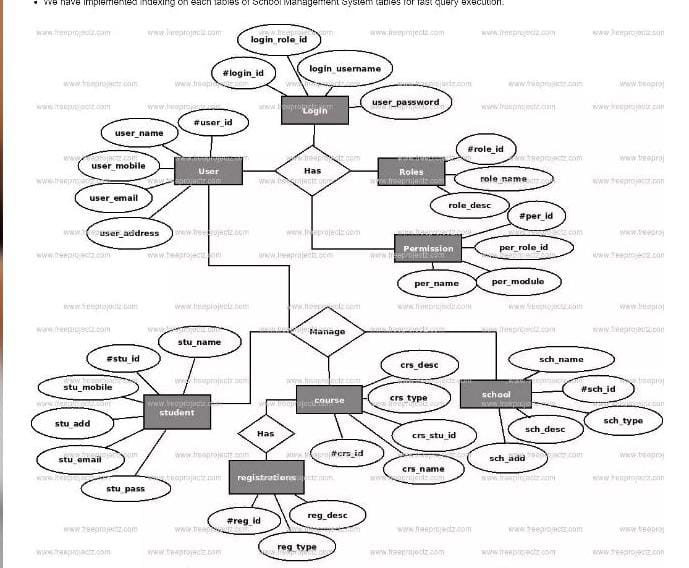 • We have implemented indexing on each tables of School Management System tables for fast query execution.
login_role_id
#login_id
login_username
user_password
Login
#user_id
user_name
user_mobile
User
user_email
user_address
Has
#role_id
Roles
role_name
role_desc
#per_id
Permission
per_role_id
per_name
per_module
Manage
stu_name
#stu_id
stu_mobile
student
stu_add
stu_email
stu_pass
crs_desc
crs_type
course
crs_stu_id
#crs_id
crs_name
sch_name
#sch_id
school
sch_type
sch_desc
sch_add
Has
registrations
#reg_id
reg_desc
reg_type
www.freeprojectz.com